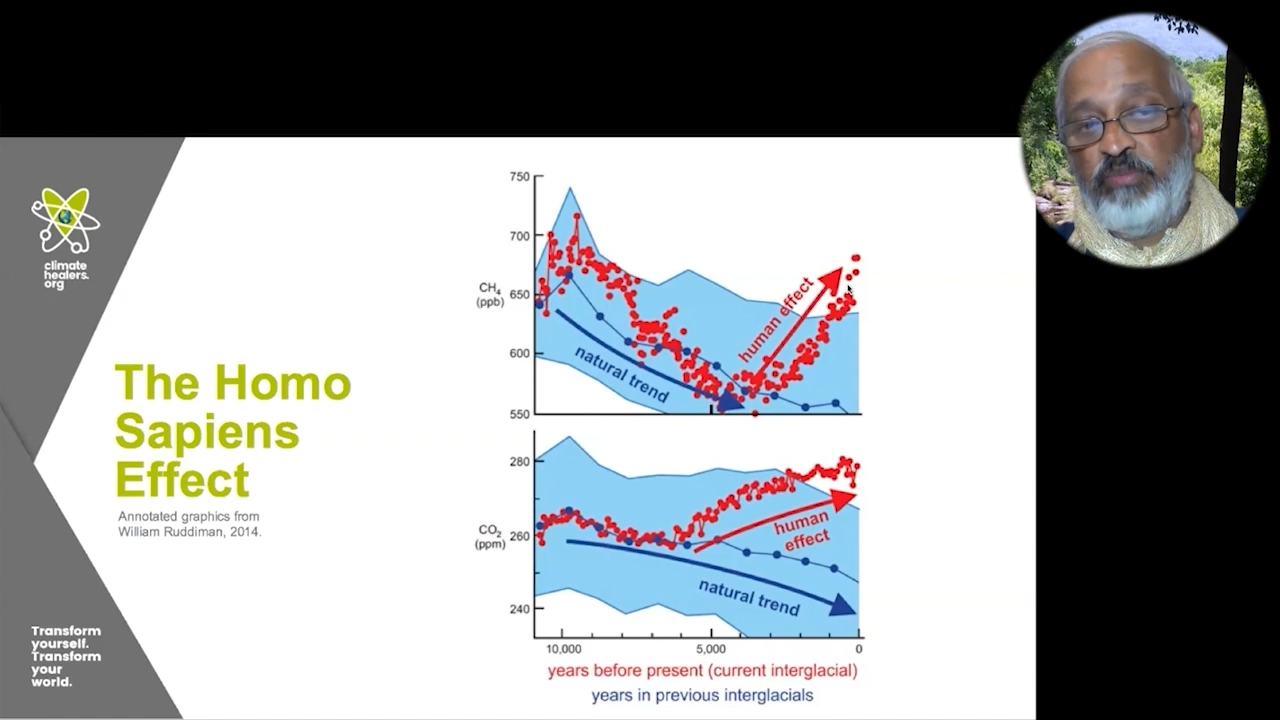 climate
healers.
org
The Homo
Sapiens
Effect
Annotated graphics from
William Ruddiman, 2014.
Transform
yourself.
Transform
your
world.
750
700
CH4
(ppb)
650
600
550
human effect
natural trend
280
CO2
(ppm)
260
240
human
effect
natural trend
10,000 5,000 0
years before present (current interglacial)
years in previous interglacials